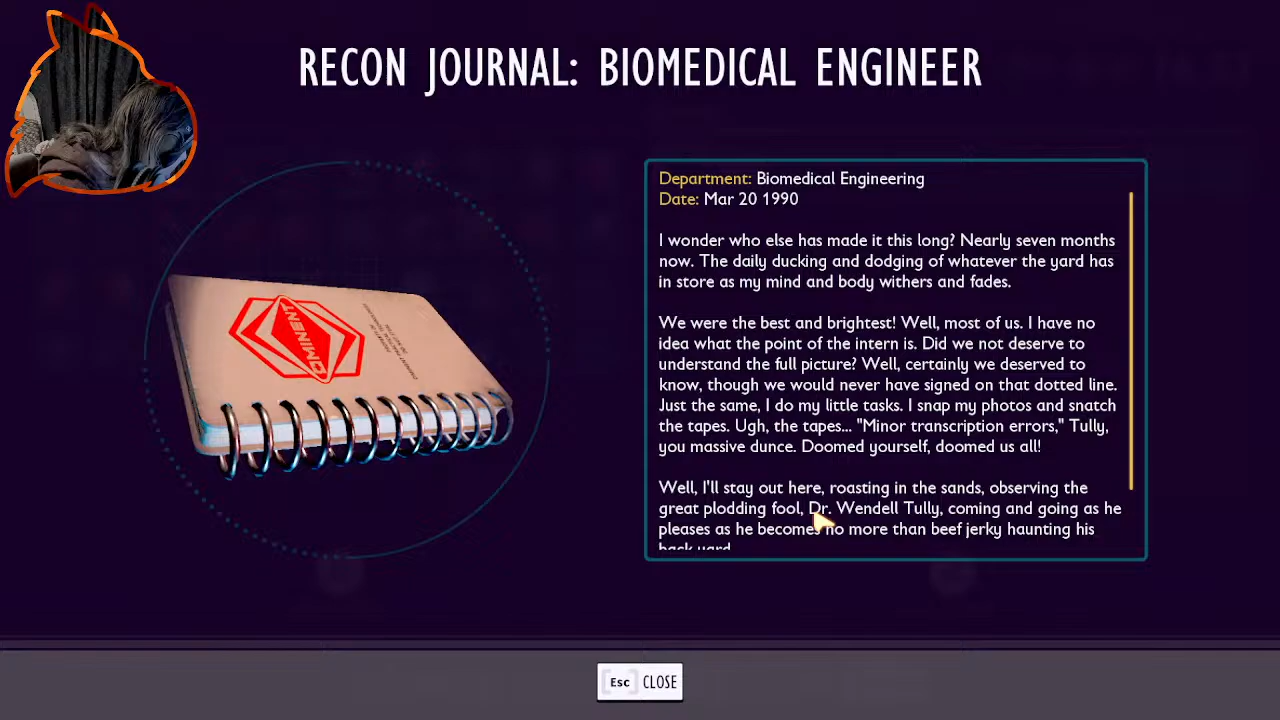 RECON JOURNAL: BIOMEDICAL ENGINEER
OMINENT
Department: Biomedical Engineering
Date: Mar 20 1990
I wonder who else has made it this long? Nearly seven months
now. The daily ducking and dodging of whatever the yard has
in store as my mind and body withers and fades.
We were the best and brightest! Well, most of us. I have no
idea what the point of the intern is. Did we not deserve to
understand the full picture? Well, certainly we deserved to
know, though we would never have signed on that dotted line.
Just the same, I do my little tasks. I snap my photos and snatch
the tapes. Ugh, the tapes... "Minor transcription errors," Tully,
you massive dunce. Doomed yourself, doomed us all!
Well, I'll stay out here, roasting in the sands, observing the
great plodding fool, Dr. Wendell Tully, coming and going as he
pleases as he becomes no more than beef jerky haunting his
back yard
Esc CLOSE